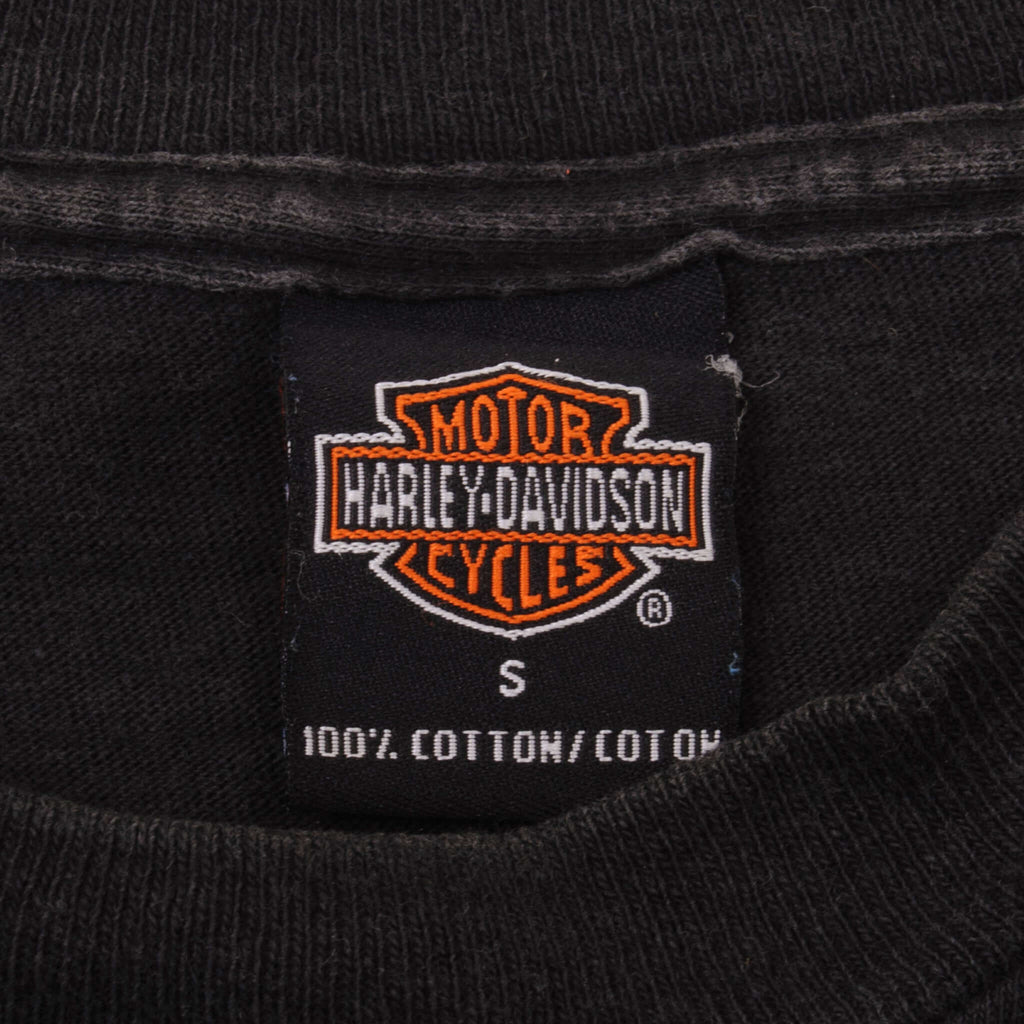 MOTOR
HARLEY-DAVIDSON
CYCLES
®
S
100% COTTON/COTON